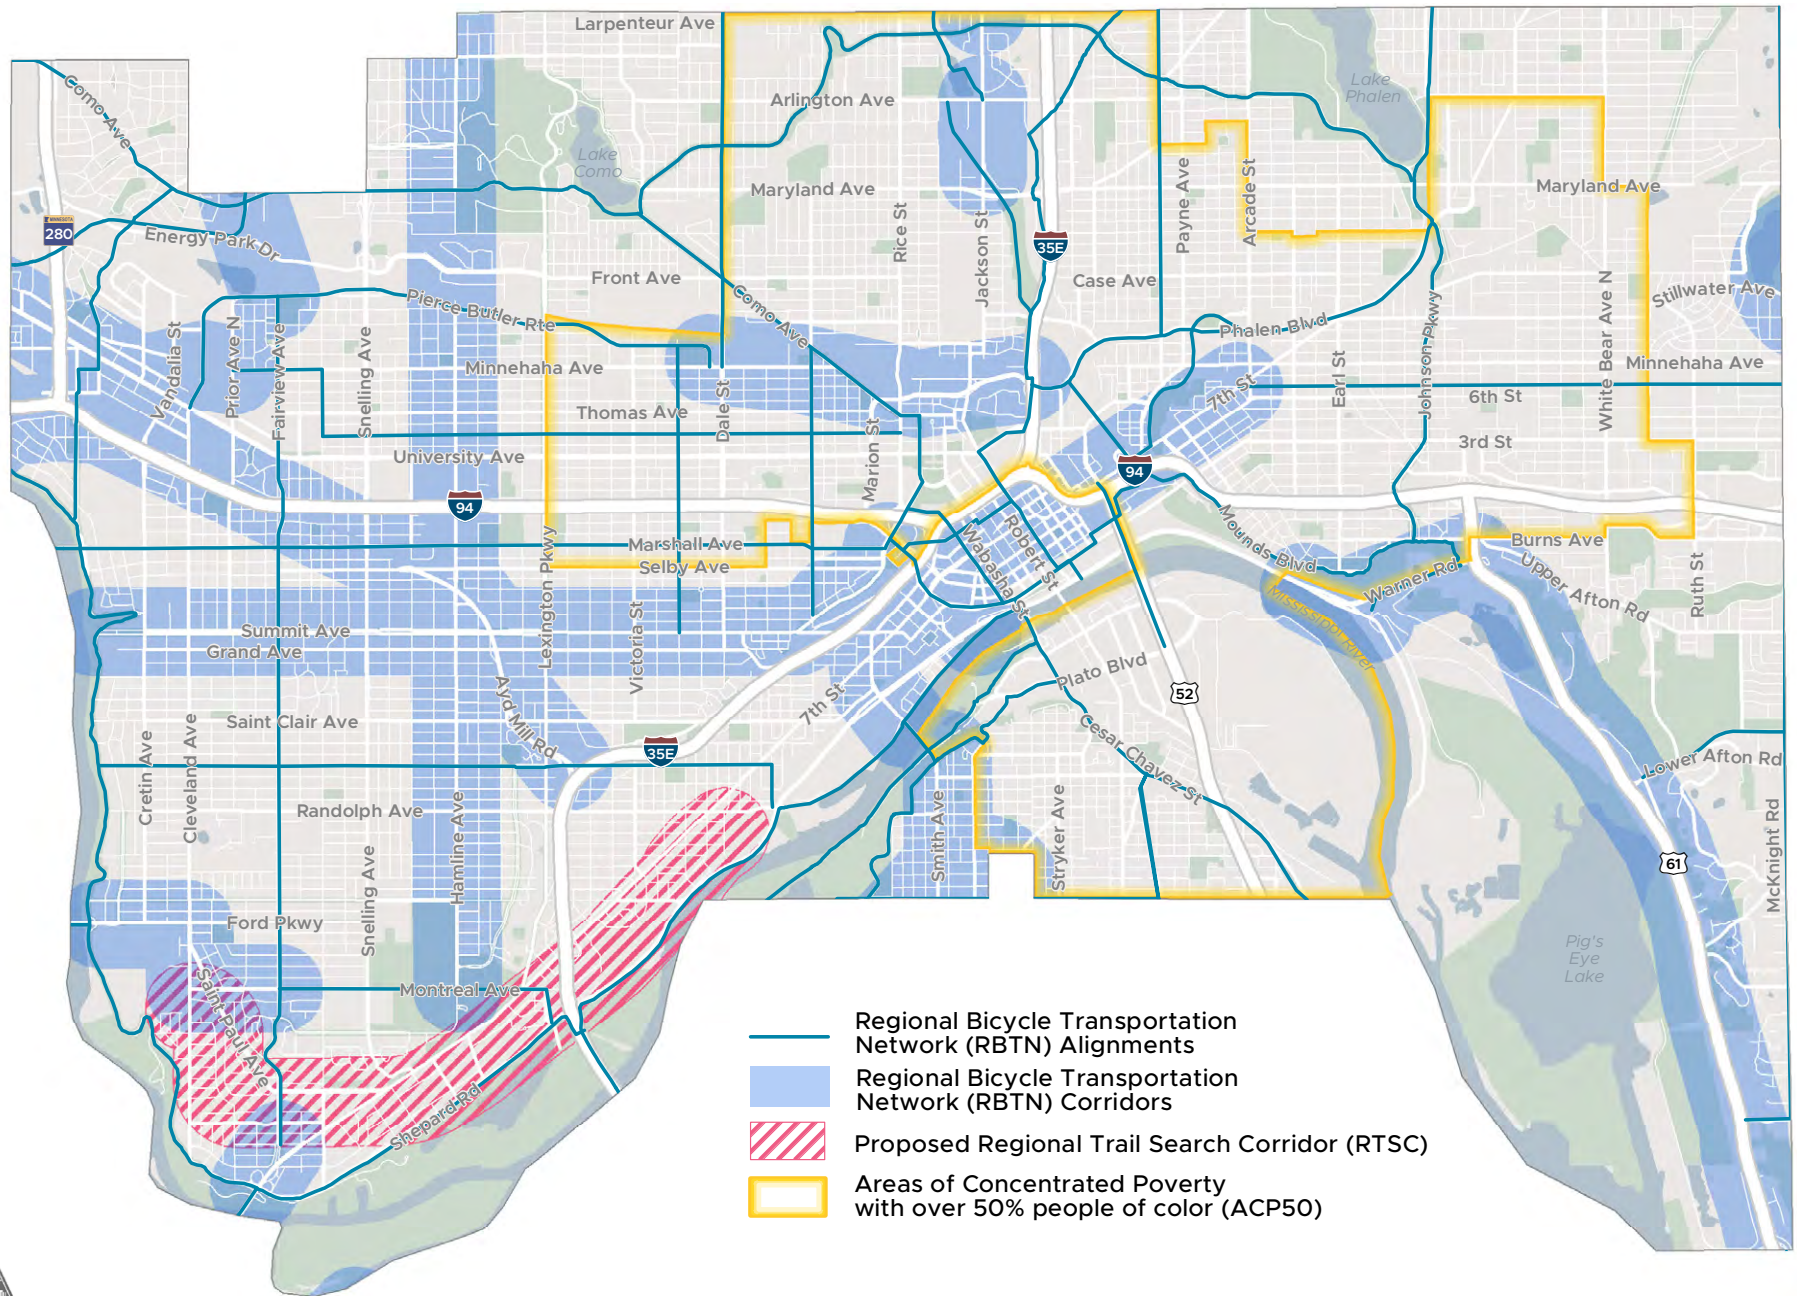 Larpenteur Ave
Como Ave
Arlington Ave
Lake
Phalen
Lake
Como
Maryland Ave
Maryland Ave
Payne Ave
Arcade St
Rice St
Jackson St
MINNESOTA
280
Energy Park Dr
35E
Front Ave
Case Ave
Como Ave
Pierce Butler Rte
Stillwater Ave
Phalen Blvd
Johnson Pkwy
White Bear Ave N
Vandalia St
Prior Ave N
Fairview Ave
Snelling Ave
Minnehaha Ave
Minnehaha Ave
Earl St
7th St
6th St
Dale St
Thomas Ave
Marion St
3rd St
University Ave
94
94
Lexington Pkwy
Marshall Ave
Selby Ave
Wabasha St
Robert St
Mounds Blvd
Burns Ave
Warner Rd
Upper Afton Rd
Ruth St
Mississippi River
Summit Ave
Grand Ave
Victoria St
Plato Blvd
52
Ayd Mill Rd
7th St
Saint Clair Ave
Cesar Chavez St
35E
Lower Afton Rd
Cretin Ave
Cleveland Ave
Randolph Ave
Hamline Ave
Smith Ave
Stryker Ave
McKnight Rd
61
Snelling Ave
Ford Pkwy
Pig's
Eye
Lake
Saint Paul Ave
Montreal Ave
Shepard Rd
Regional Bicycle Transportation
Network (RBTN) Alignments
Regional Bicycle Transportation
Network (RBTN) Corridors
Proposed Regional Trail Search Corridor (RTSC)
Areas of Concentrated Poverty
with over 50% people of color (ACP50)